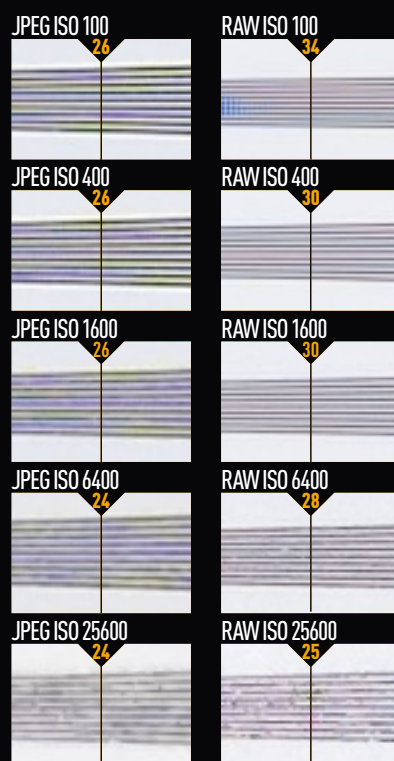 JPEG ISO 100
26
RAW ISO 100
34
JPEG ISO 400
26
RAW ISO 400
30
JPEG ISO 1600
26
RAW ISO 1600
30
JPEG ISO 6400
24
RAW ISO 6400
28
JPEG ISO 25600
24
RAW ISO 25600
25